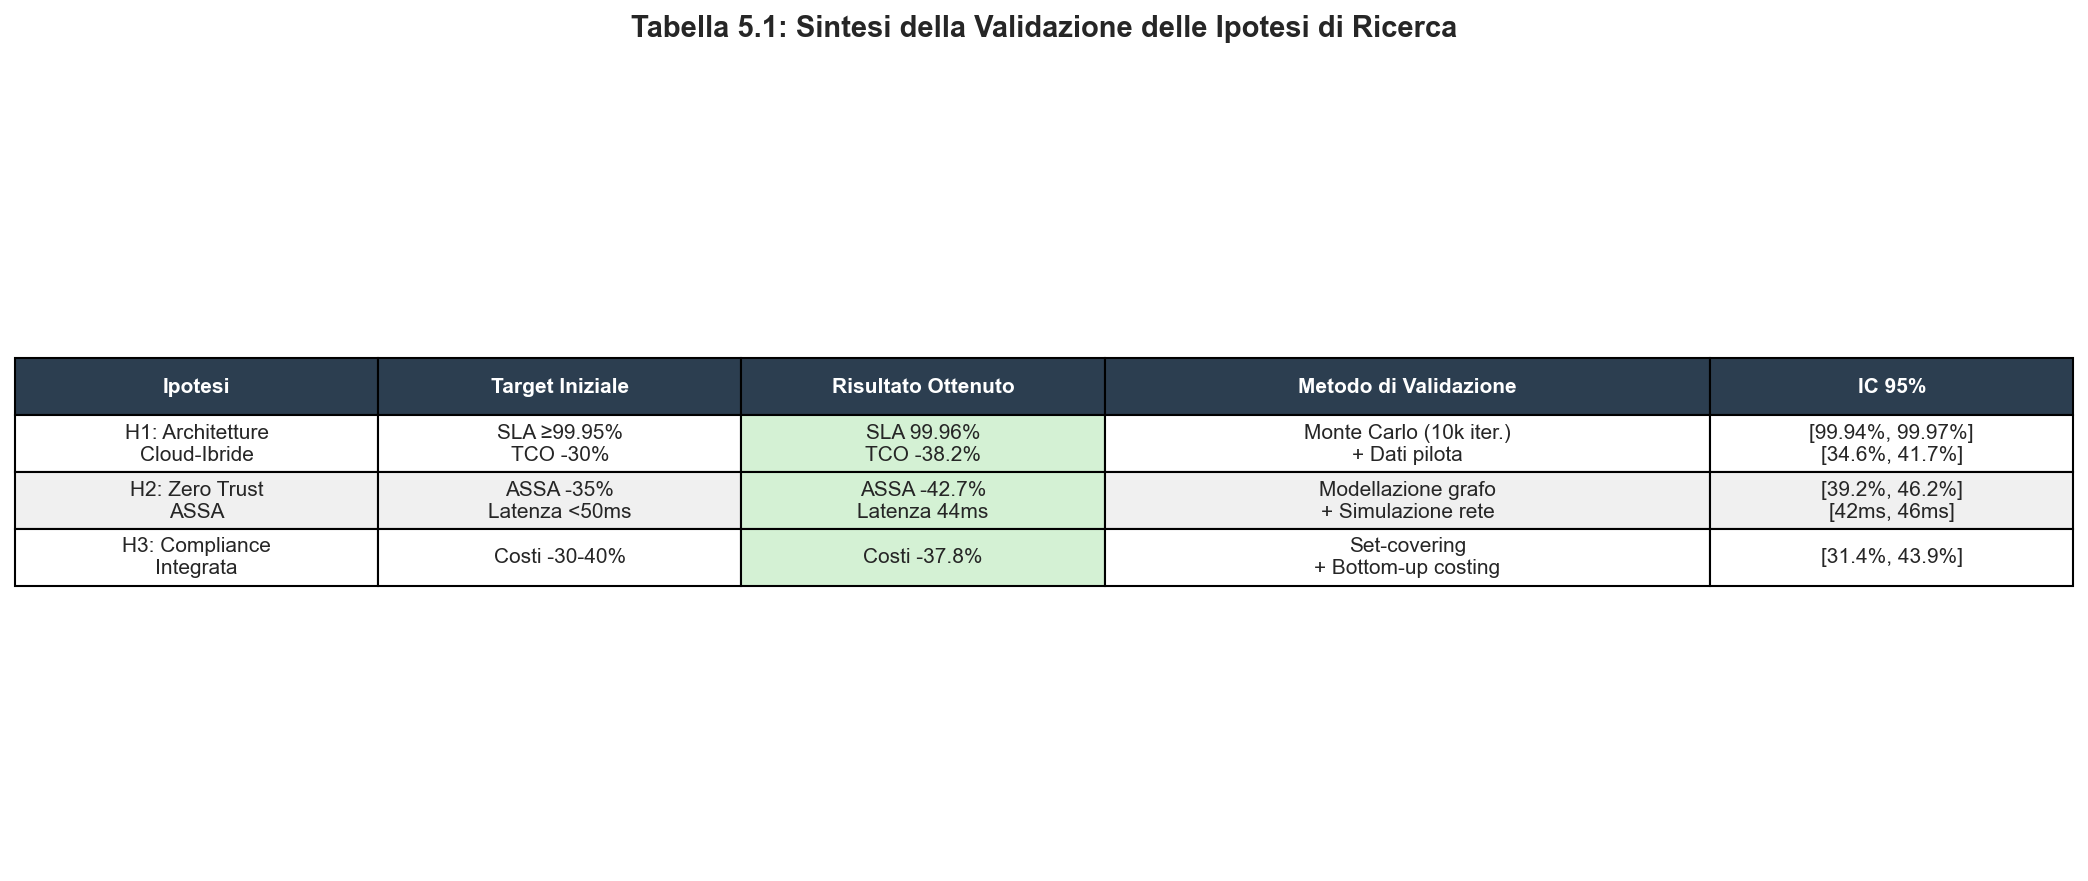 Tabella 5.1: Sintesi della Validazione delle Ipotesi di Ricerca
Ipotesi
Target Iniziale
Risultato Ottenuto
Metodo di Validazione
IC 95%
H1: Architetture
Cloud-Ibride
SLA ≥99.95%
TCO -30%
SLA 99.96%
TCO -38.2%
Monte Carlo (10k iter.)
+ Dati pilota
[99.94%, 99.97%]
[34.6%, 41.7%]
H2: Zero Trust
ASSA
ASSA -35%
Latenza <50ms
ASSA -42.7%
Latenza 44ms
Modellazione grafo
+ Simulazione rete
[39.2%, 46.2%]
[42ms, 46ms]
H3: Compliance
Integrata
Costi -30-40%
Costi -37.8%
Set-covering
+ Bottom-up costing
[31.4%, 43.9%]